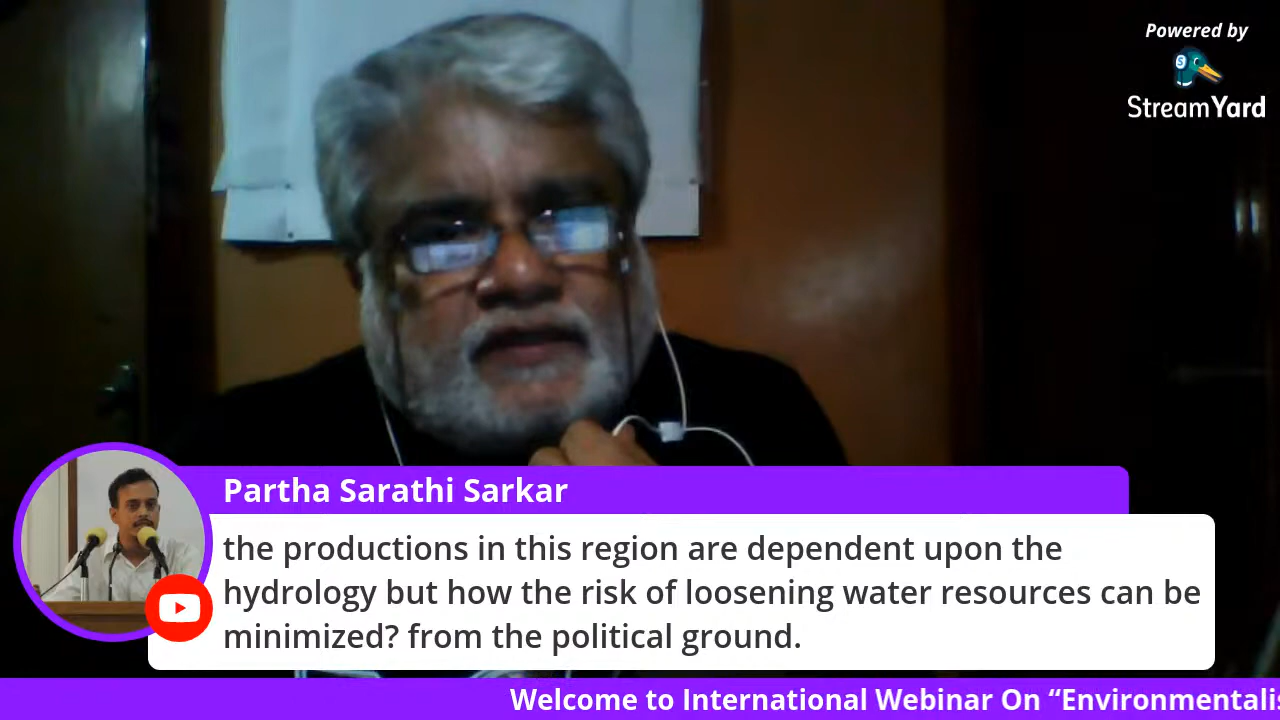 Powered by
StreamYard
Partha Sarathi Sarkar
the productions in this region are dependent upon the
hydrology but how the risk of loosening water resources can be
minimized? from the political ground.
Welcome to International Webinar On “Environmentalis